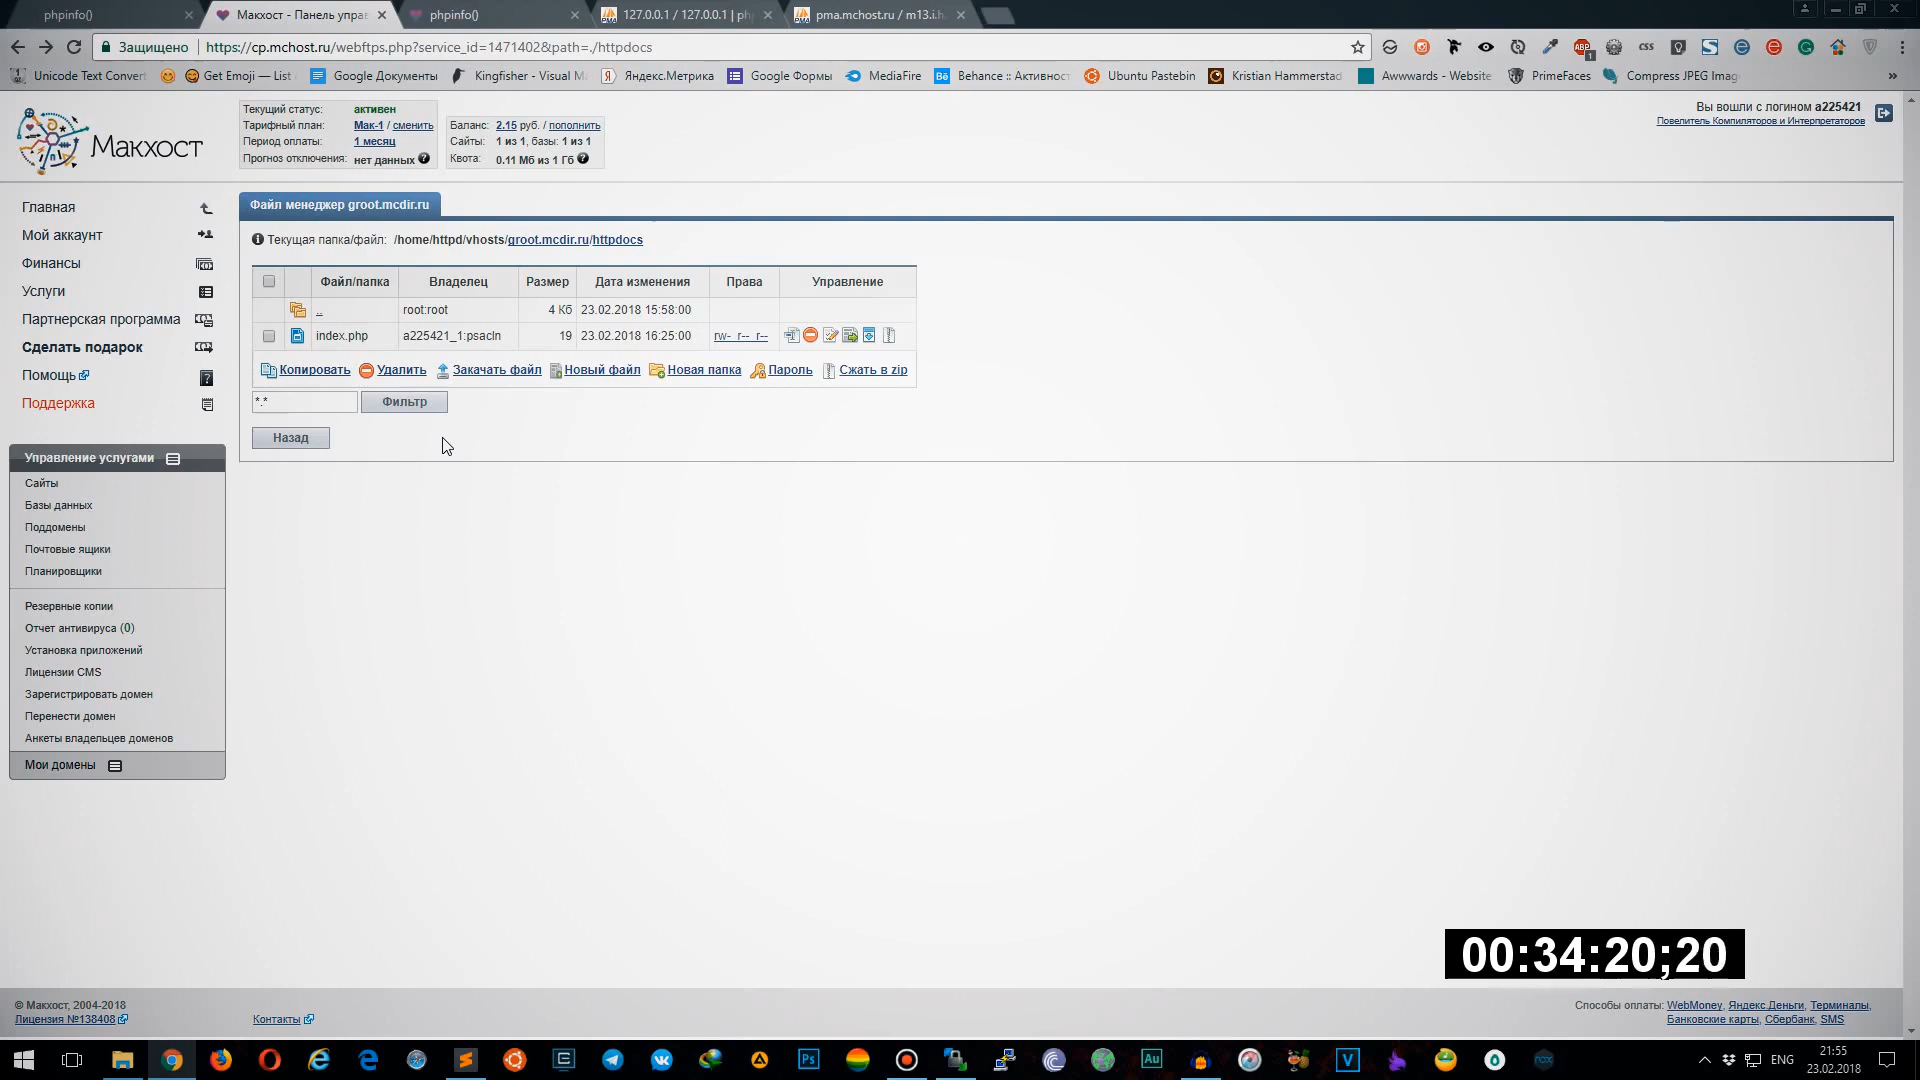 phpinfo()
Макхост - Панель упра
phpinfo()
127.0.0.1 / 127.0.0.1 | ph
pma.mchost.ru / m13.i.h
Защищено
https://cp.mchost.ru/webftps.php?service_id=1471402&path=./httpdocs
Unicode Text Convert
Get Emoji — List
Google Документы
Kingfisher - Visual M
Яндекс.Метрика
Google Формы
MediaFire
Behance :: Активност
Ubuntu Pastebin
Kristian Hammerstad
Awwwards - Website
PrimeFaces
Compress JPEG Imag
Макхост
Текущий статус: активен
Тарифный план: Мак-1 / сменить
Период оплаты: 1 месяц
Прогноз отключения: нет данных ?
Баланс: 2.15 руб. / пополнить
Сайты: 1 из 1, базы: 1 из 1
Квота: 0.11 Мб из 1 Гб ?
Вы вошли с логином a225421
Повелитель Компиляторов и Интерпретаторов
Главная
Мой аккаунт
Финансы
Услуги
Партнерская программа
Сделать подарок
Помощь
Поддержка
Управление услугами
Сайты
Базы данных
Поддомены
Почтовые ящики
Планировщики
Резервные копии
Отчет антивируса (0)
Установка приложений
Лицензии CMS
Зарегистрировать домен
Перенести домен
Анкеты владельцев доменов
Мои домены
Файл менеджер groot.mcdir.ru
Текущая папка/файл: /home/httpd/vhosts/groot.mcdir.ru/httpdocs
Файл/папка Владелец Размер Дата изменения Права Управление
.. root:root 4 Кб 23.02.2018 15:58:00
index.php a225421_1:psacln 19 23.02.2018 16:25:00 rw- r-- r--
Копировать Удалить Закачать файл Новый файл Новая папка Пароль Сжать в zip
*.* Фильтр
Назад
00:34:20;20
© Макхост, 2004-2018
Лицензия №138408
Контакты
Способы оплаты: WebMoney, Яндекс.Деньги, Терминалы,
Банковские карты, Сбербанк, SMS
ENG
21:55
23.02.2018